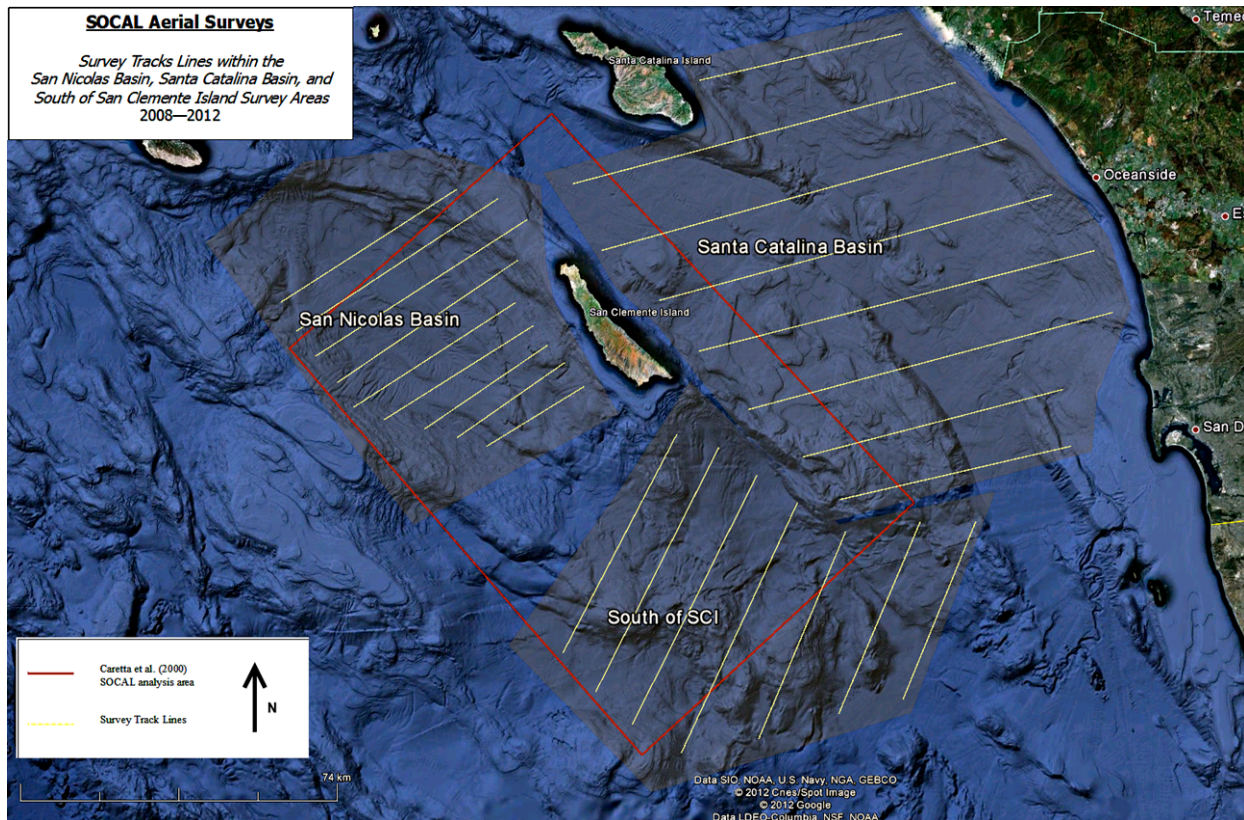 SOCAL Aerial Surveys
Survey Tracks Lines within the
San Nicolas Basin, Santa Catalina Basin, and
South of San Clemente Island Survey Areas
2008—2012
Temec
Santa Catalina Island
Oceanside
Es
Santa Catalina Basin
San Clemente Island
San Nicolas Basin
San D
South of SCI
Caretta et al. (2000)
SOCAL analysis area
N
Survey Track Lines
74 km
Data SIO, NOAA, U.S. Navy, NGA, GEBCO
© 2012 Cnes/Spot Image
© 2012 Google
Data LDEO-Columbia, NSF, NOAA